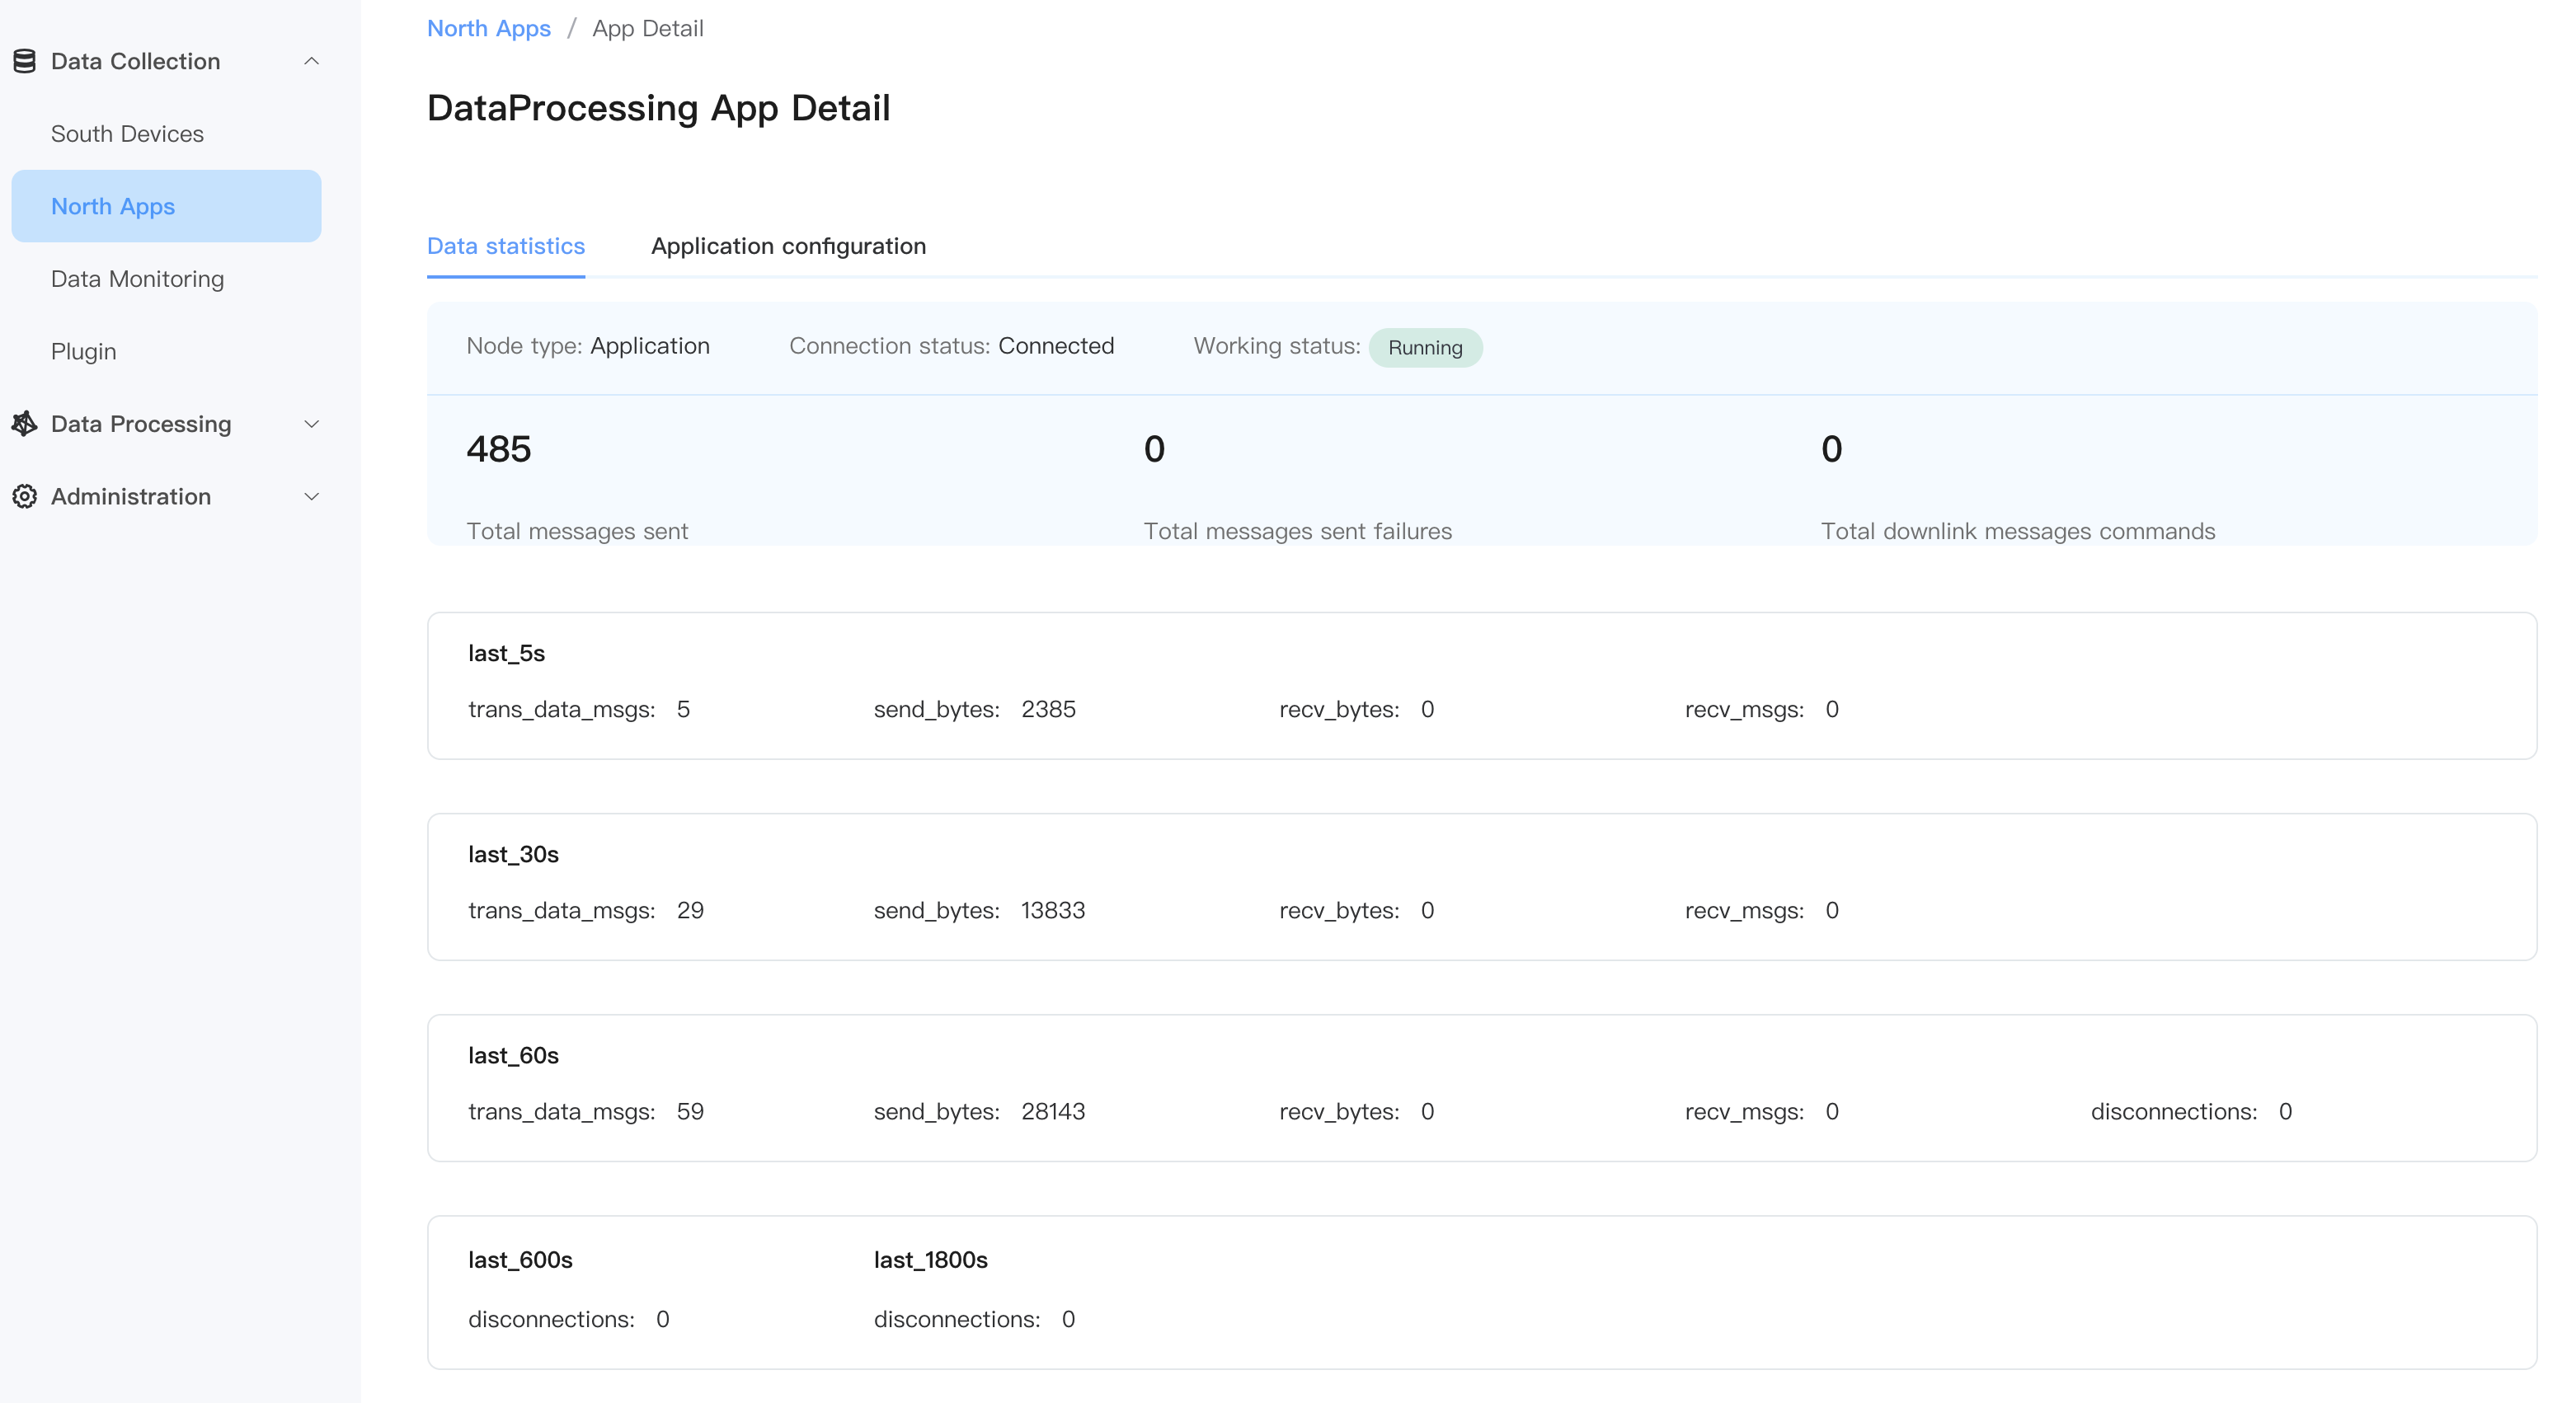 Data Collection
South Devices
North Apps
Data Monitoring
Plugin
Data Processing
Administration
North Apps / App Detail
DataProcessing App Detail
Data statistics Application configuration
Node type: Application Connection status: Connected Working status: Running
485 0 0
Total messages sent Total messages sent failures Total downlink messages commands
last_5s
trans_data_msgs: 5 send_bytes: 2385 recv_bytes: 0 recv_msgs: 0
last_30s
trans_data_msgs: 29 send_bytes: 13833 recv_bytes: 0 recv_msgs: 0
last_60s
trans_data_msgs: 59 send_bytes: 28143 recv_bytes: 0 recv_msgs: 0 disconnections: 0
last_600s last_1800s
disconnections: 0 disconnections: 0